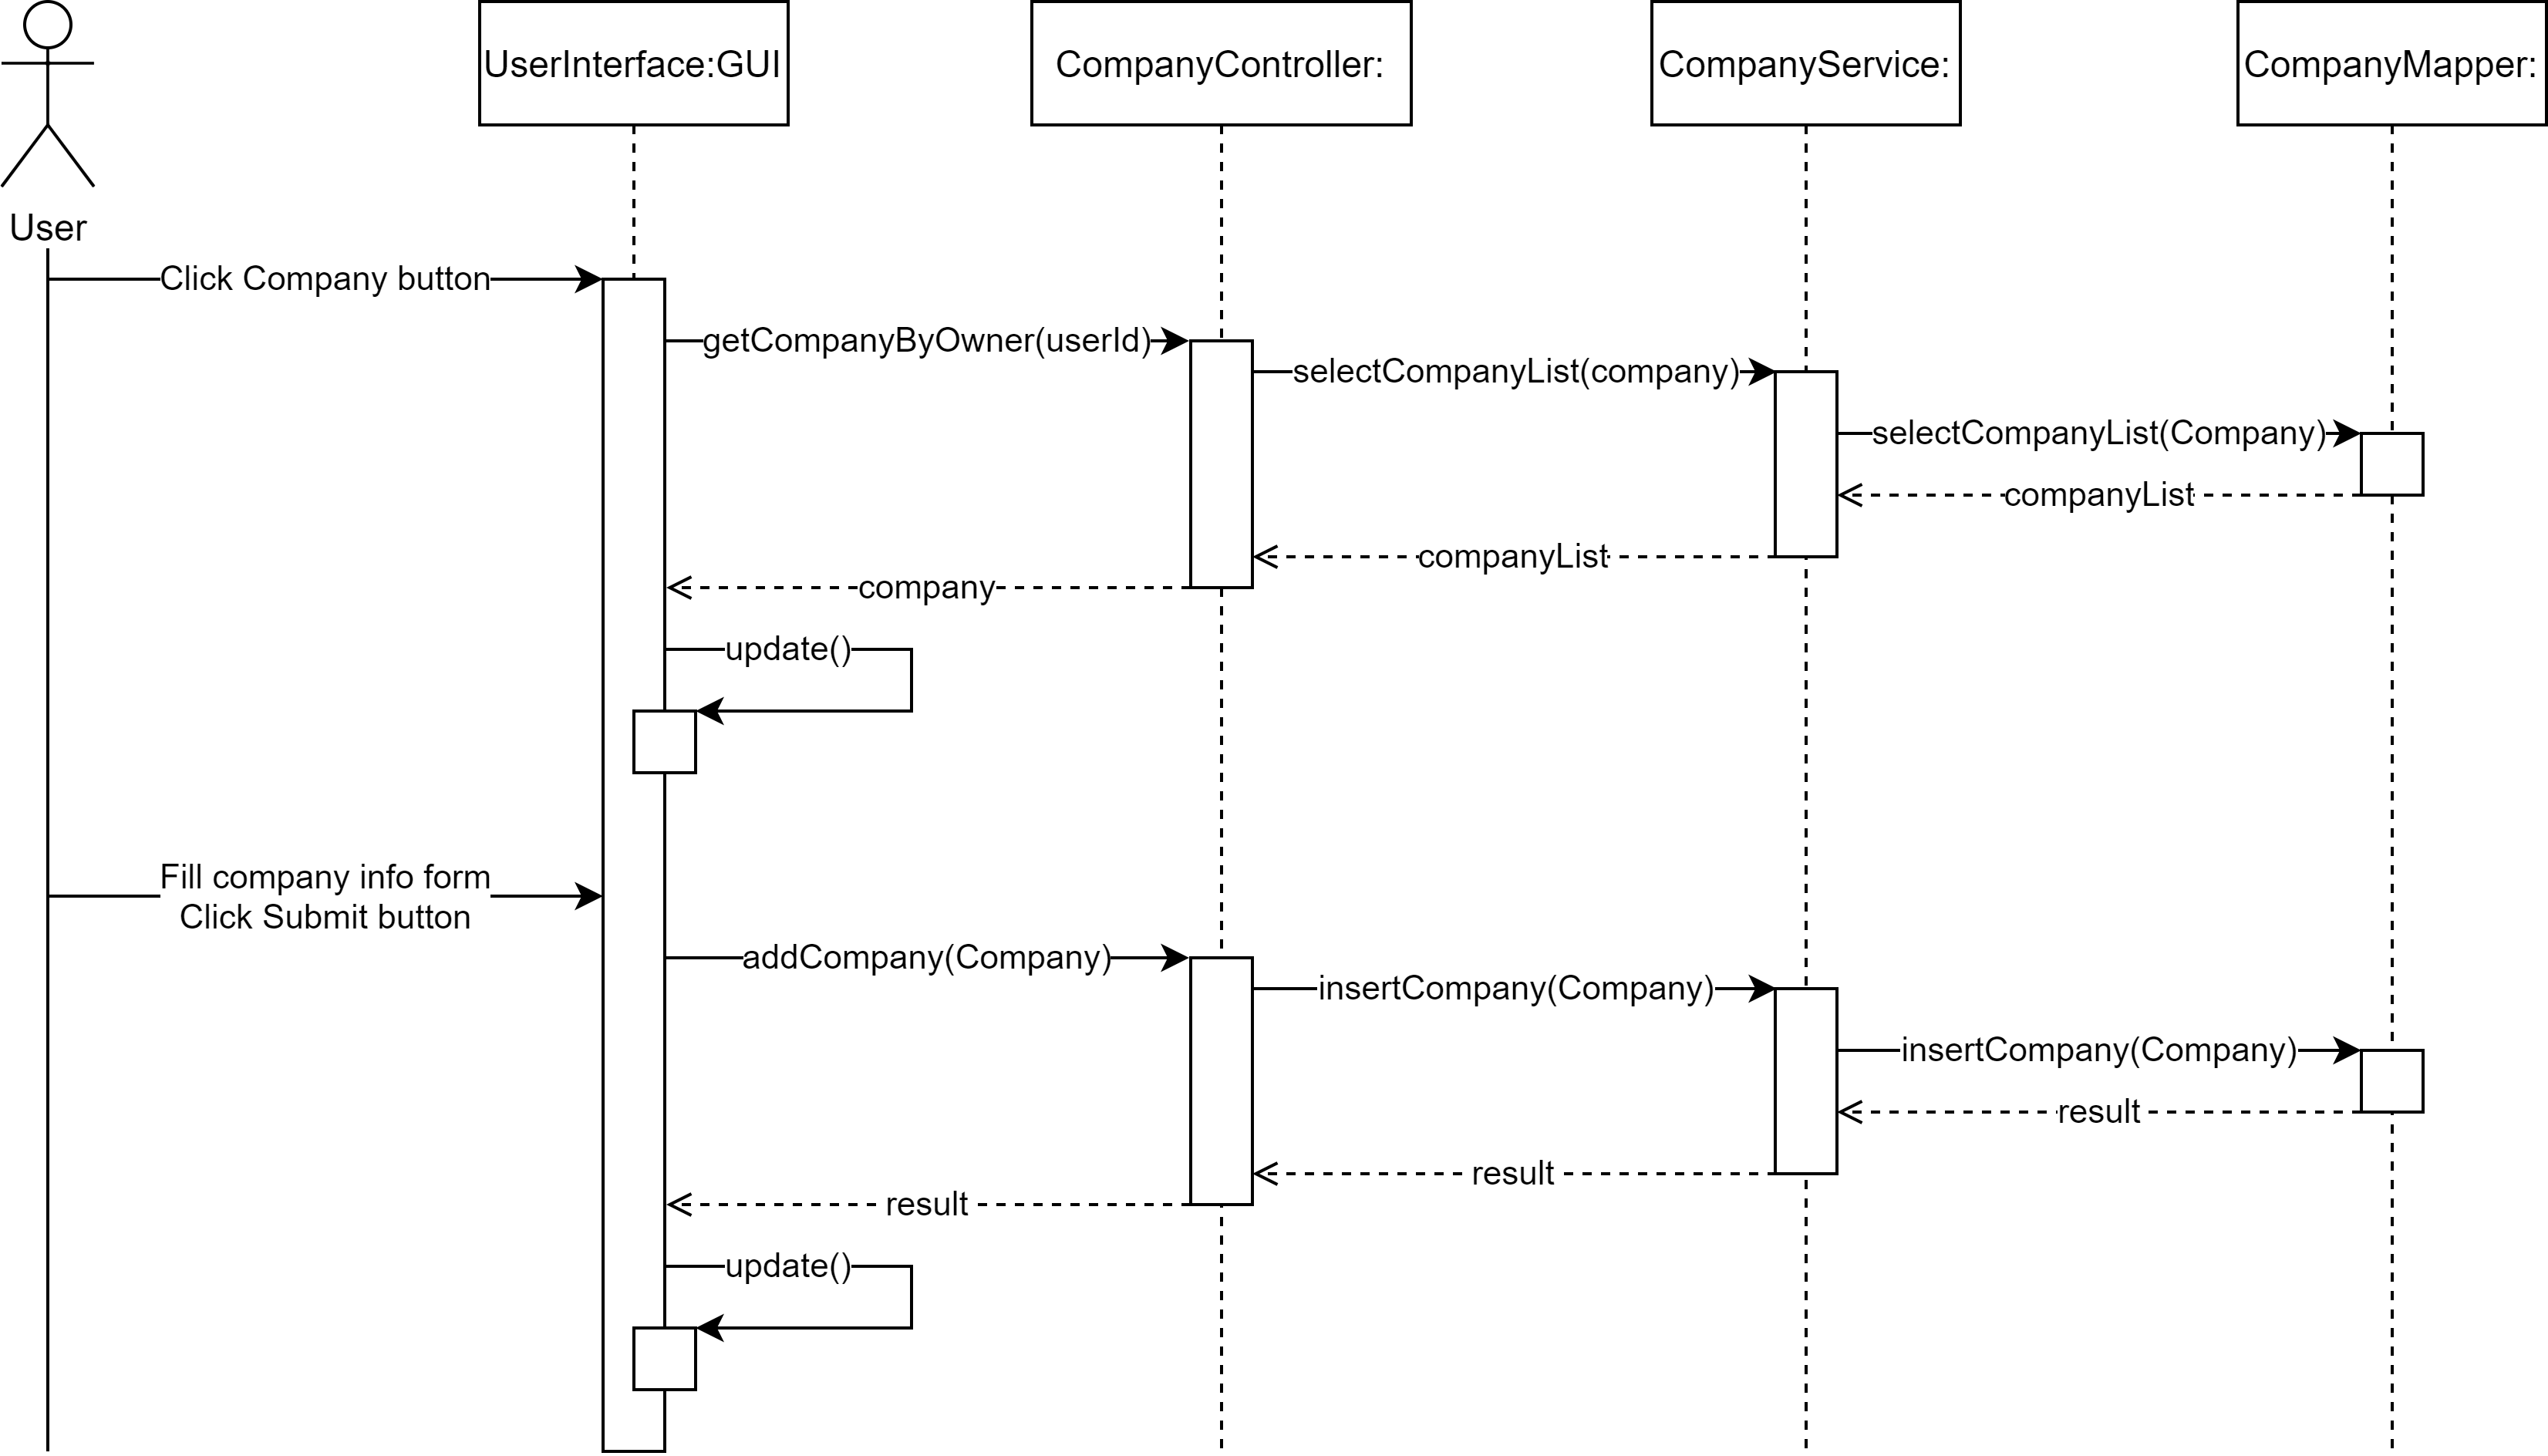 UserInterface:GUI
CompanyController:
CompanyService:
CompanyMapper:
User
Click Company button
getCompanyByOwner(userId)
selectCompanyList(company)
selectCompanyList(Company)
companyList
companyList
company
update()
Fill company info form
Click Submit button
addCompany(Company)
insertCompany(Company)
insertCompany(Company)
result
result
result
update()